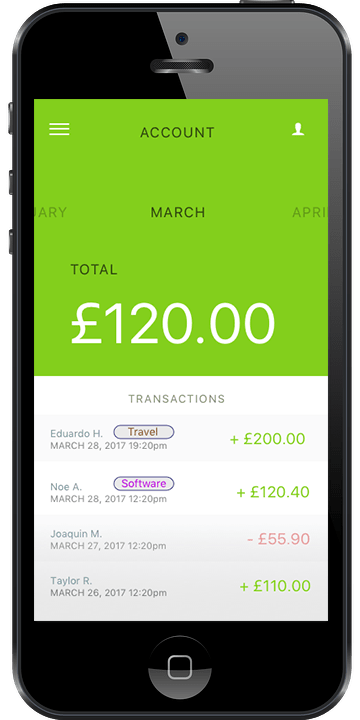 ACCOUNT
UARY MARCH APRI
TOTAL
£120.00
TRANSACTIONS
Eduardo H. Travel
MARCH 28, 2017 19:20pm
+ £200.00
Noe A. Software
MARCH 28, 2017 12:20pm
+ £120.40
Joaquin M.
MARCH 27, 2017 12:20pm
- £55.90
Taylor R.
MARCH 26, 2017 12:20pm
+ £110.00